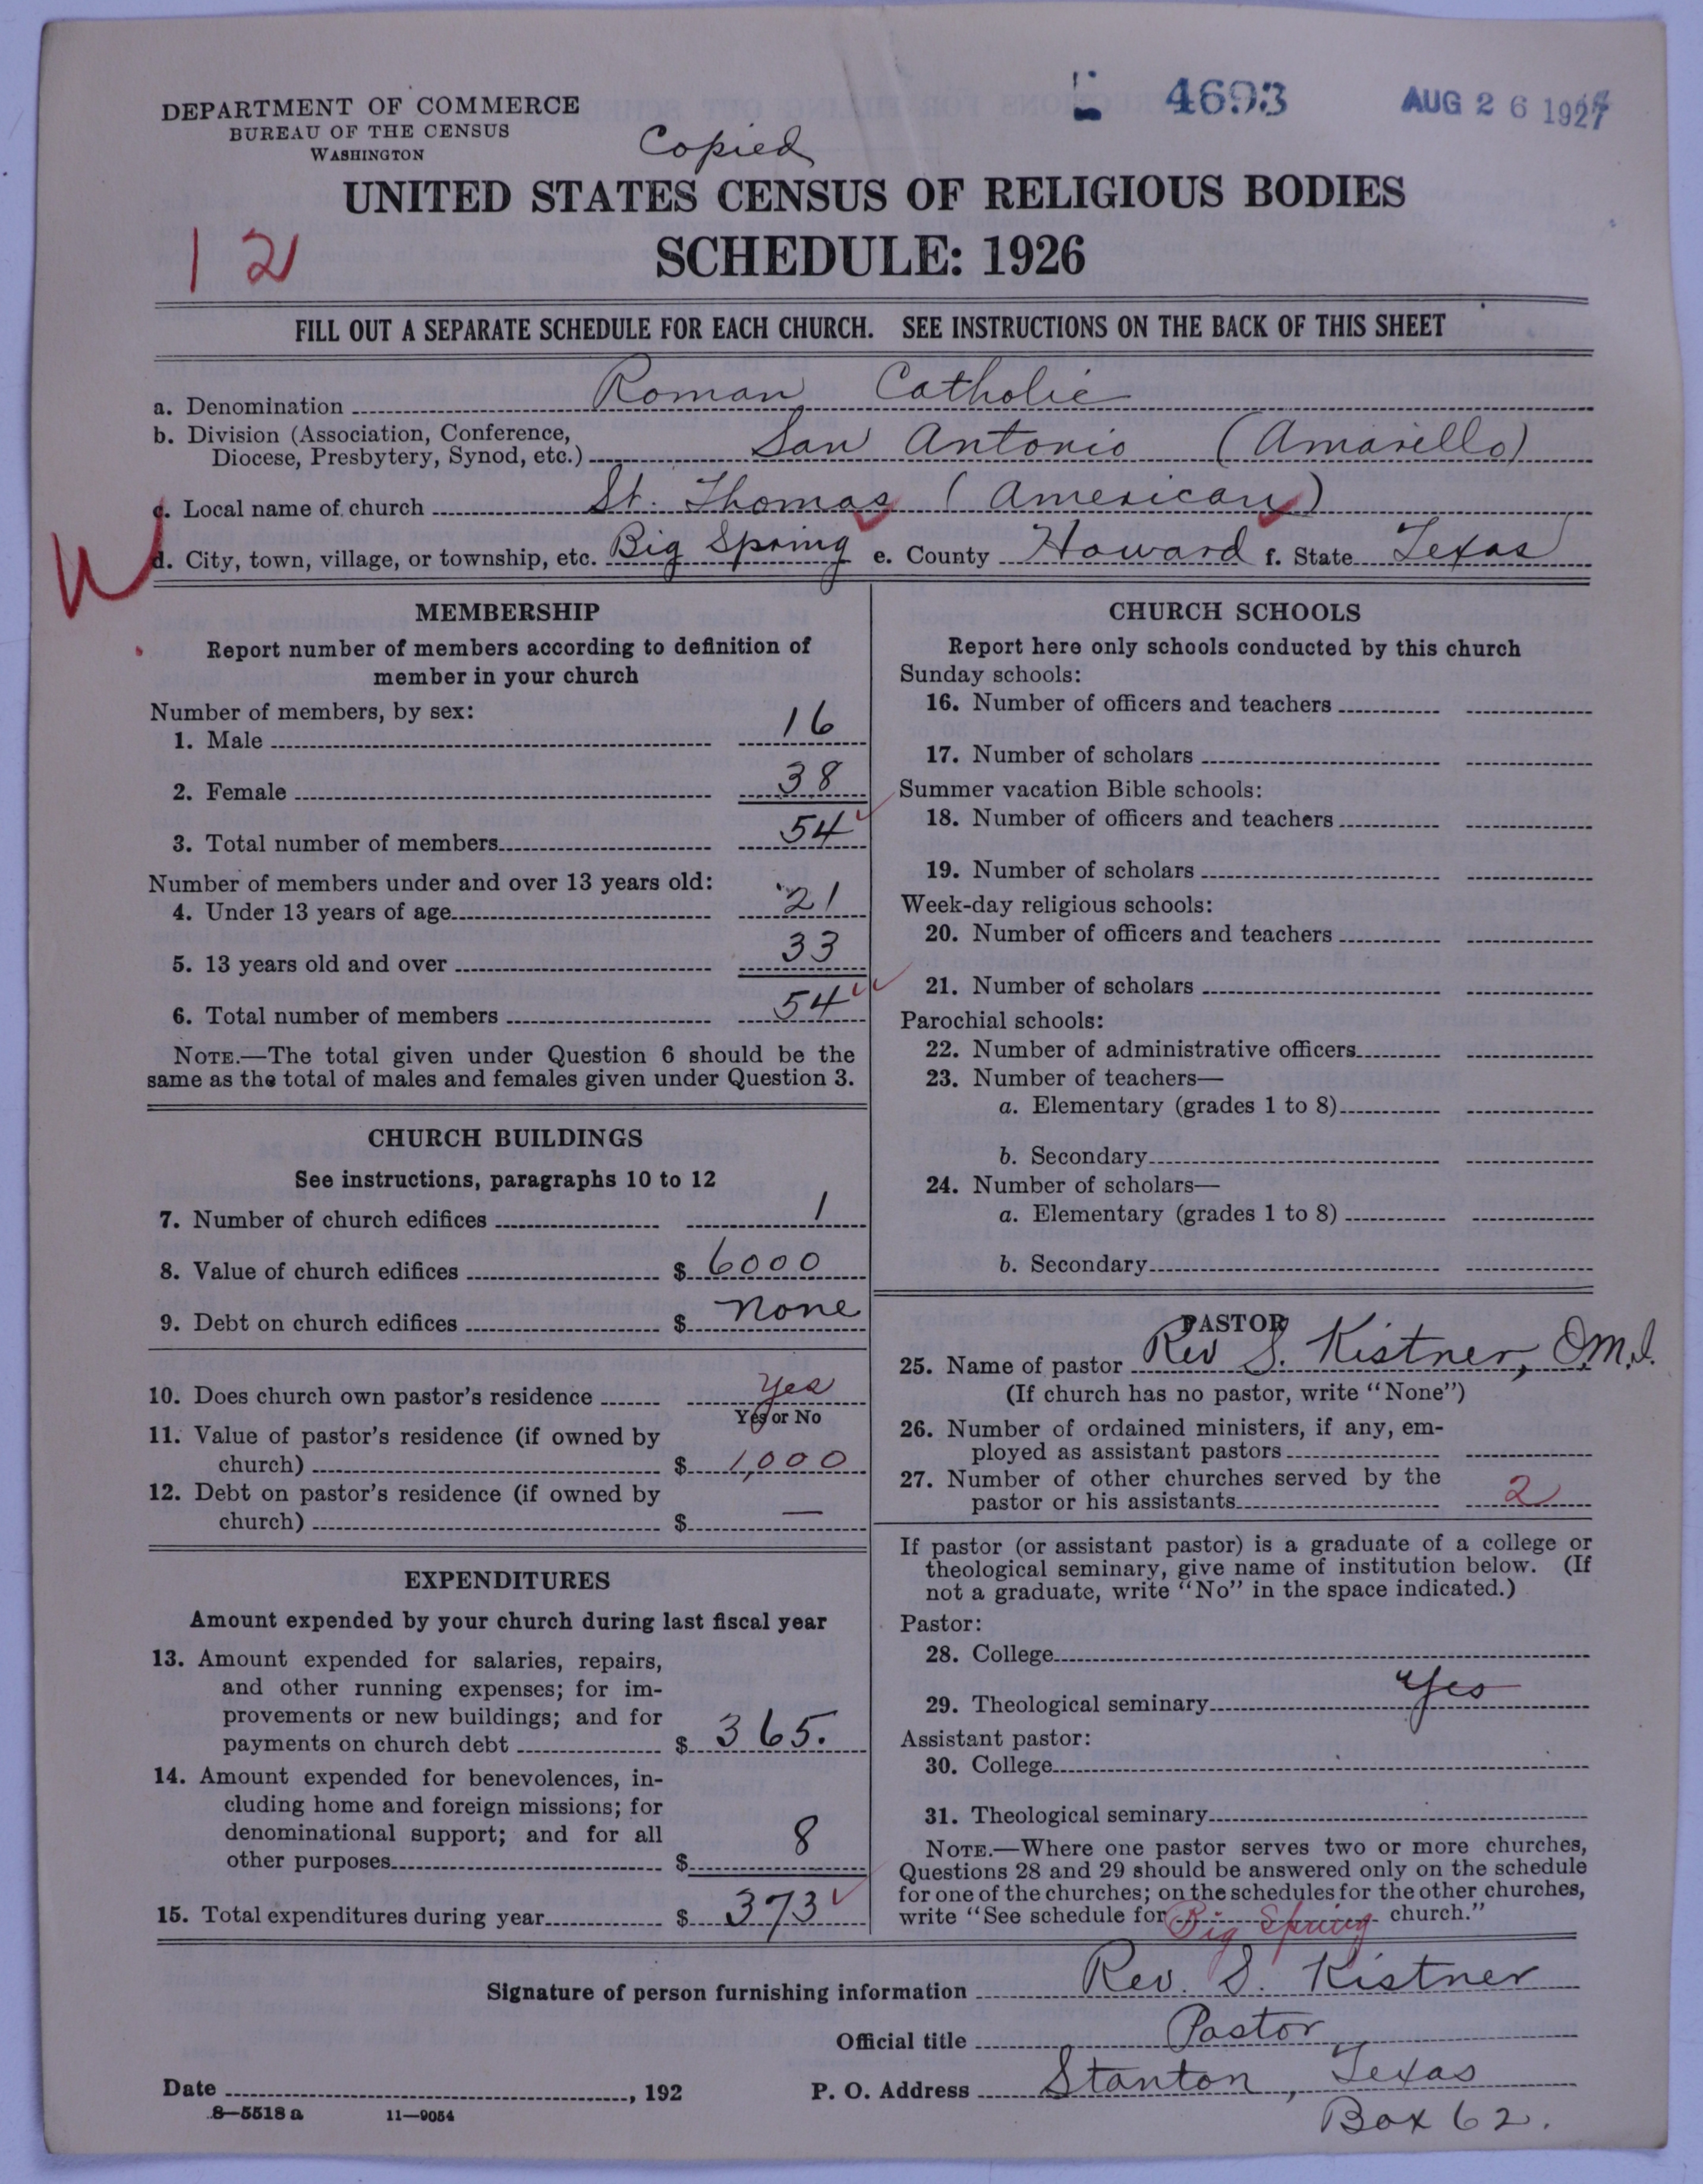 4693
AUG 26 1927
DEPARTMENT OF COMMERCE
BUREAU OF THE CENSUS
WASHINGTON
Copied
UNITED STATES CENSUS OF RELIGIOUS BODIES
SCHEDULE: 1926
12
FILL OUT A SEPARATE SCHEDULE FOR EACH CHURCH. SEE INSTRUCTIONS ON THE BACK OF THIS SHEET
a. Denomination Roman Catholic
b. Division (Association, Conference,
Diocese, Presbytery, Synod, etc.) San Antonio (Amarillo)
c. Local name of church St. Thomas (American)
W
d. City, town, village, or township, etc. Big Spring e. County Howard f. State Texas
MEMBERSHIP
Report number of members according to definition of
member in your church
Number of members, by sex:
1. Male 16
2. Female 38
3. Total number of members 54
Number of members under and over 13 years old:
4. Under 13 years of age 21
5. 13 years old and over 33
6. Total number of members 54
NOTE.—The total given under Question 6 should be the
same as the total of males and females given under Question 3.
CHURCH BUILDINGS
See instructions, paragraphs 10 to 12
7. Number of church edifices 1
8. Value of church edifices $ 6000
9. Debt on church edifices $ none
10. Does church own pastor's residence yes
Yes or No
11. Value of pastor's residence (if owned by
church) $ 1,000
12. Debt on pastor's residence (if owned by
church) $ —
EXPENDITURES
Amount expended by your church during last fiscal year
13. Amount expended for salaries, repairs,
and other running expenses; for im-
provements or new buildings; and for
payments on church debt $ 365.
14. Amount expended for benevolences, in-
cluding home and foreign missions; for
denominational support; and for all
other purposes $ 8
15. Total expenditures during year $ 373
CHURCH SCHOOLS
Report here only schools conducted by this church
Sunday schools:
16. Number of officers and teachers
17. Number of scholars
Summer vacation Bible schools:
18. Number of officers and teachers
19. Number of scholars
Week-day religious schools:
20. Number of officers and teachers
21. Number of scholars
Parochial schools:
22. Number of administrative officers
23. Number of teachers—
a. Elementary (grades 1 to 8)
b. Secondary
24. Number of scholars—
a. Elementary (grades 1 to 8)
b. Secondary
PASTOR
25. Name of pastor Rev S. Kistner, O.M.I.
(If church has no pastor, write "None")
26. Number of ordained ministers, if any, em-
ployed as assistant pastors
27. Number of other churches served by the
pastor or his assistants 2
If pastor (or assistant pastor) is a graduate of a college or
theological seminary, give name of institution below. (If
not a graduate, write "No" in the space indicated.)
Pastor:
28. College
29. Theological seminary Yes
Assistant pastor:
30. College
31. Theological seminary
NOTE.—Where one pastor serves two or more churches,
Questions 28 and 29 should be answered only on the schedule
for one of the churches; on the schedules for the other churches,
write "See schedule for Big Spring church."
Signature of person furnishing information Rev. S. Kistner
Official title Pastor
Date , 192 P. O. Address Stanton, Texas
8—5518 a 11—9054
Box 62.